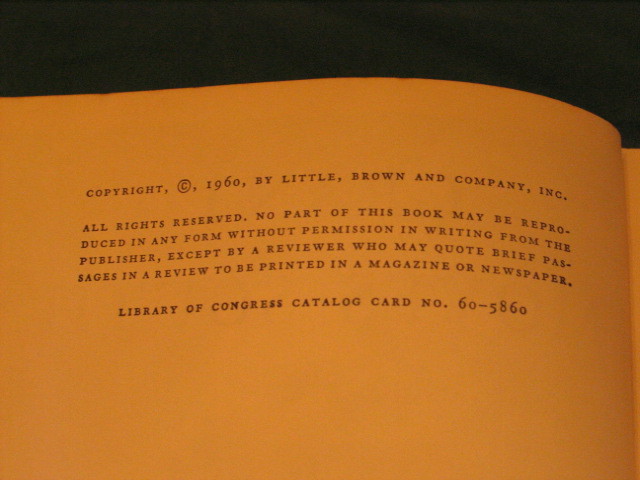 COPYRIGHT, ©, 1960, BY LITTLE, BROWN AND COMPANY, INC.
ALL RIGHTS RESERVED. NO PART OF THIS BOOK MAY BE REPRO-
DUCED IN ANY FORM WITHOUT PERMISSION IN WRITING FROM THE
PUBLISHER, EXCEPT BY A REVIEWER WHO MAY QUOTE BRIEF PAS-
SAGES IN A REVIEW TO BE PRINTED IN A MAGAZINE OR NEWSPAPER.
LIBRARY OF CONGRESS CATALOG CARD NO. 60-5860